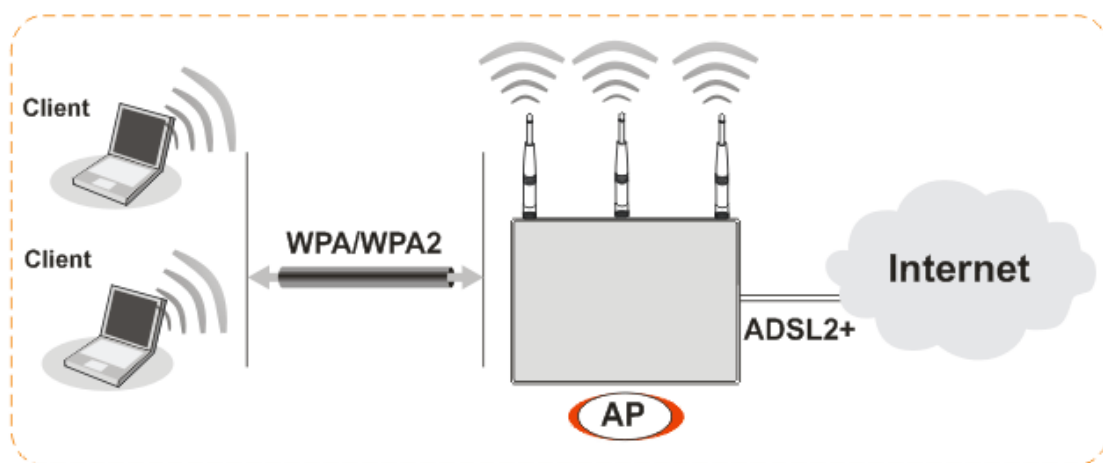 Client
Client
WPA/WPA2
AP
ADSL2+
Internet